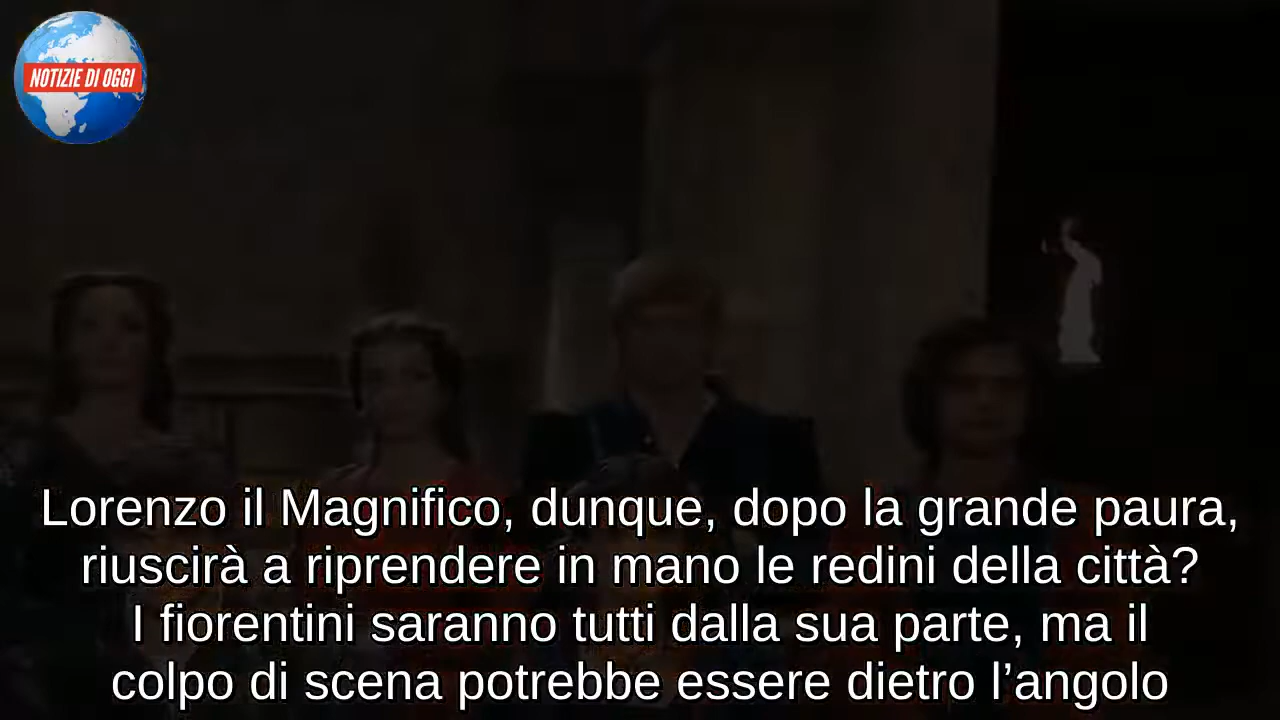 NOTIZIE DI OGGI
Lorenzo il Magnifico, dunque, dopo la grande paura,
riuscirà a riprendere in mano le redini della città?
I fiorentini saranno tutti dalla sua parte, ma il
colpo di scena potrebbe essere dietro l’angolo